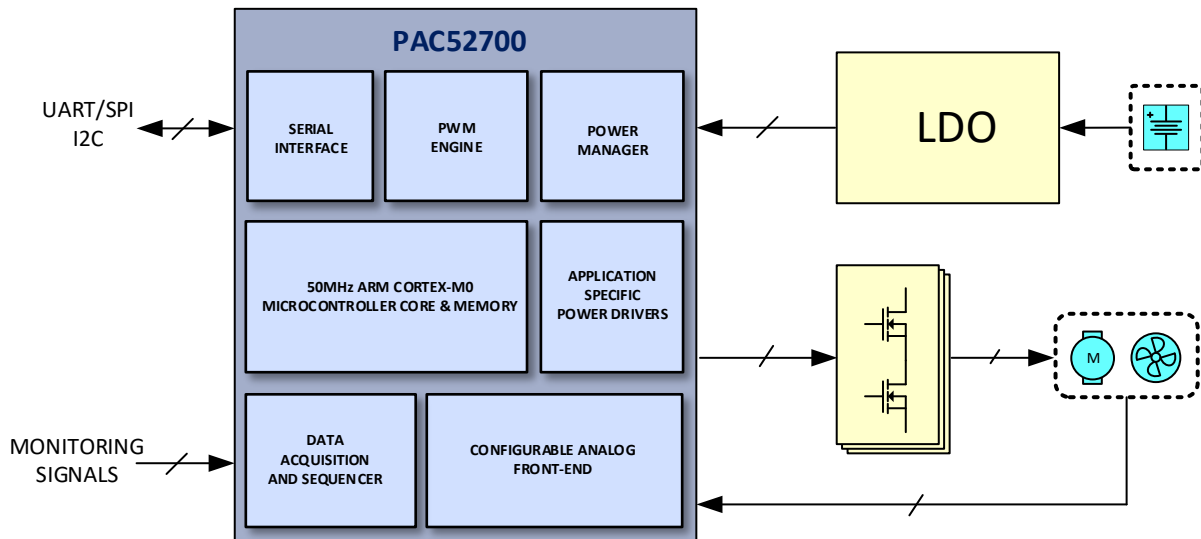 PAC52700
UART/SPI
I2C
SERIAL
INTERFACE
PWM
ENGINE
POWER
MANAGER
LDO
+
50MHz ARM CORTEX-M0
MICROCONTROLLER CORE & MEMORY
APPLICATION
SPECIFIC
POWER DRIVERS
M
MONITORING
SIGNALS
DATA
ACQUISITION
AND SEQUENCER
CONFIGURABLE ANALOG
FRONT-END